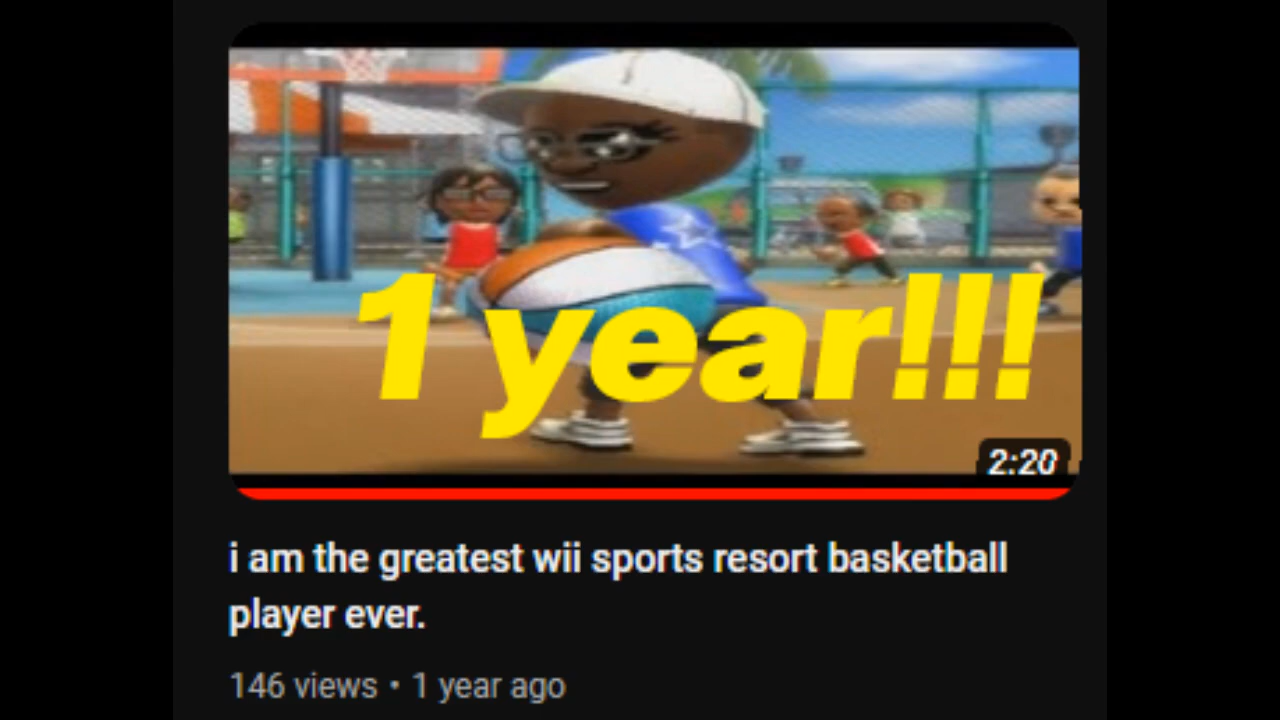 1 year!!!
2:20
i am the greatest wii sports resort basketball
player ever.
146 views • 1 year ago